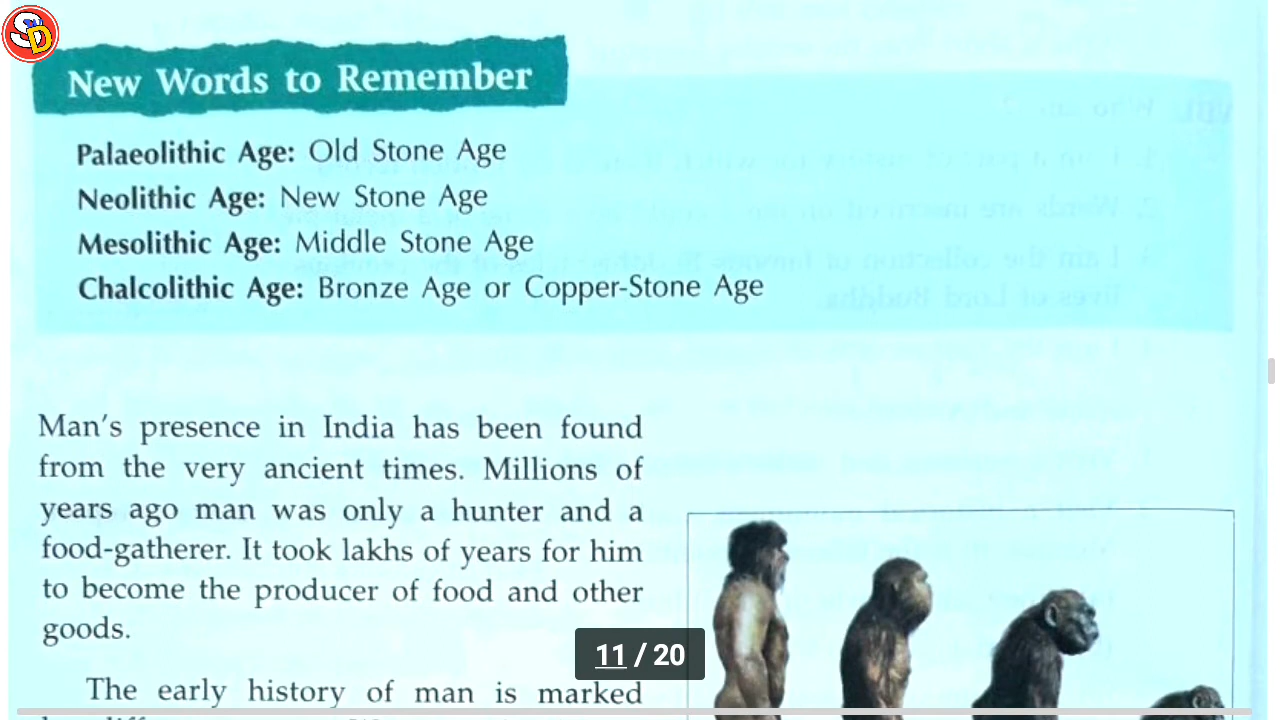 SD
New Words to Remember
Palaeolithic Age: Old Stone Age
Neolithic Age: New Stone Age
Mesolithic Age: Middle Stone Age
Chalcolithic Age: Bronze Age or Copper-Stone Age
Man's presence in India has been found
from the very ancient times. Millions of
years ago man was only a hunter and a
food-gatherer. It took lakhs of years for him
to become the producer of food and other
goods.
11 / 20
The early history of man is marked